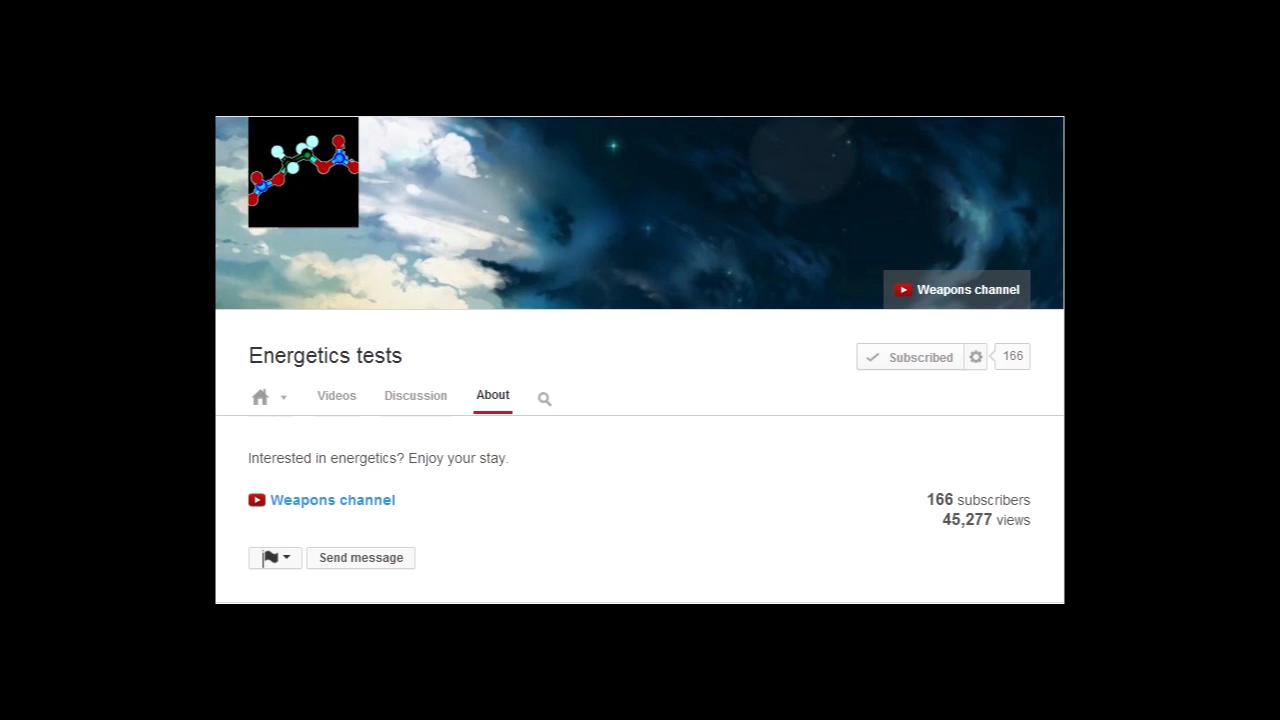 Weapons channel
Energetics tests
Subscribed 166
Videos Discussion About
Interested in energetics? Enjoy your stay.
Weapons channel
166 subscribers
45,277 views
Send message